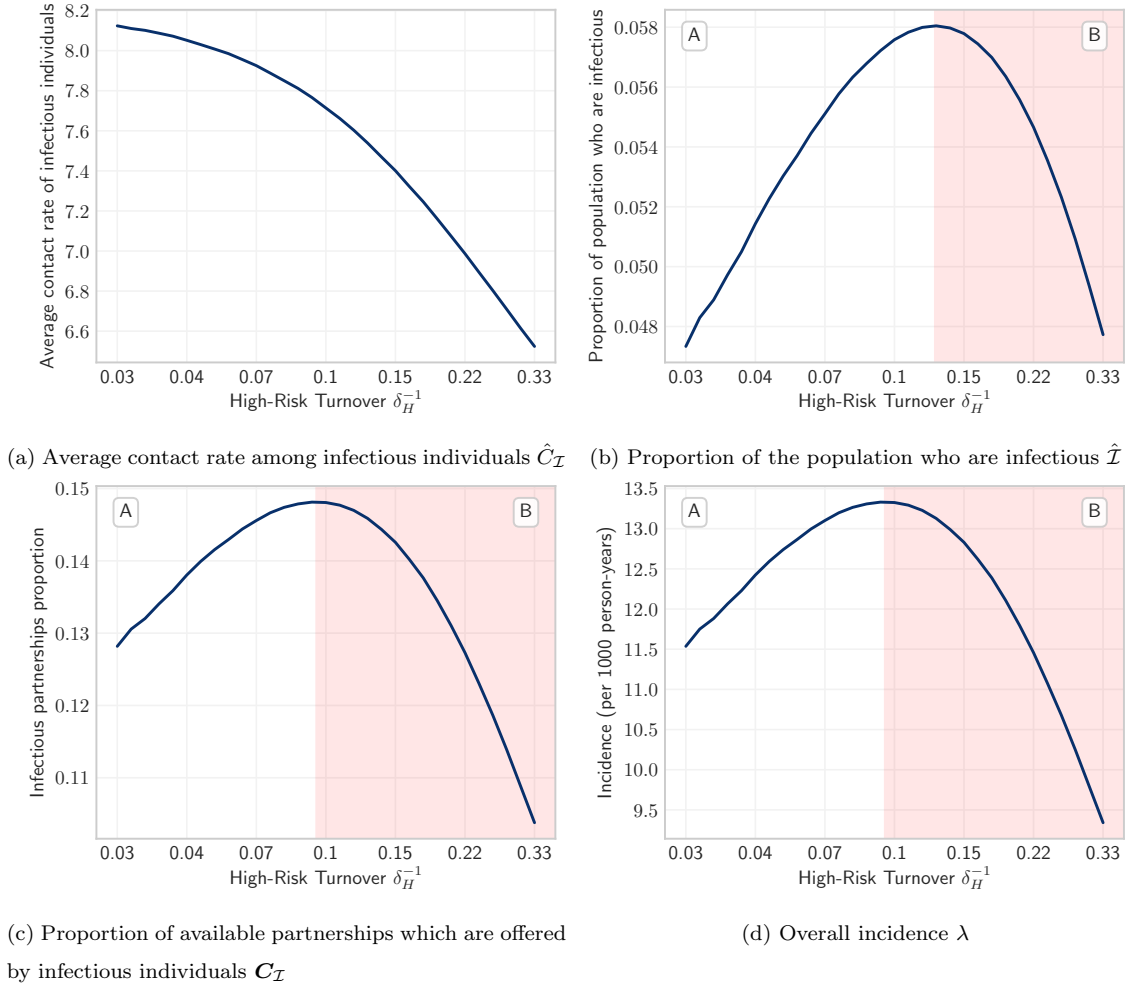 Average contact rate of infectious individuals
8.2
8.0
7.8
7.6
7.4
7.2
7.0
6.8
6.6
0.03 0.04 0.07 0.1 0.15 0.22 0.33
High-Risk Turnover δ_H^{-1}
(a) Average contact rate among infectious individuals Ĉ_ℐ
Proportion of population who are infectious
A B
0.058
0.056
0.054
0.052
0.050
0.048
0.03 0.04 0.07 0.1 0.15 0.22 0.33
High-Risk Turnover δ_H^{-1}
(b) Proportion of the population who are infectious ℐ̂
Infectious partnerships proportion
A B
0.15
0.14
0.13
0.12
0.11
0.03 0.04 0.07 0.1 0.15 0.22 0.33
High-Risk Turnover δ_H^{-1}
(c) Proportion of available partnerships which are offered
by infectious individuals C_ℐ
Incidence (per 1000 person-years)
A B
13.5
13.0
12.5
12.0
11.5
11.0
10.5
10.0
9.5
0.03 0.04 0.07 0.1 0.15 0.22 0.33
High-Risk Turnover δ_H^{-1}
(d) Overall incidence λ